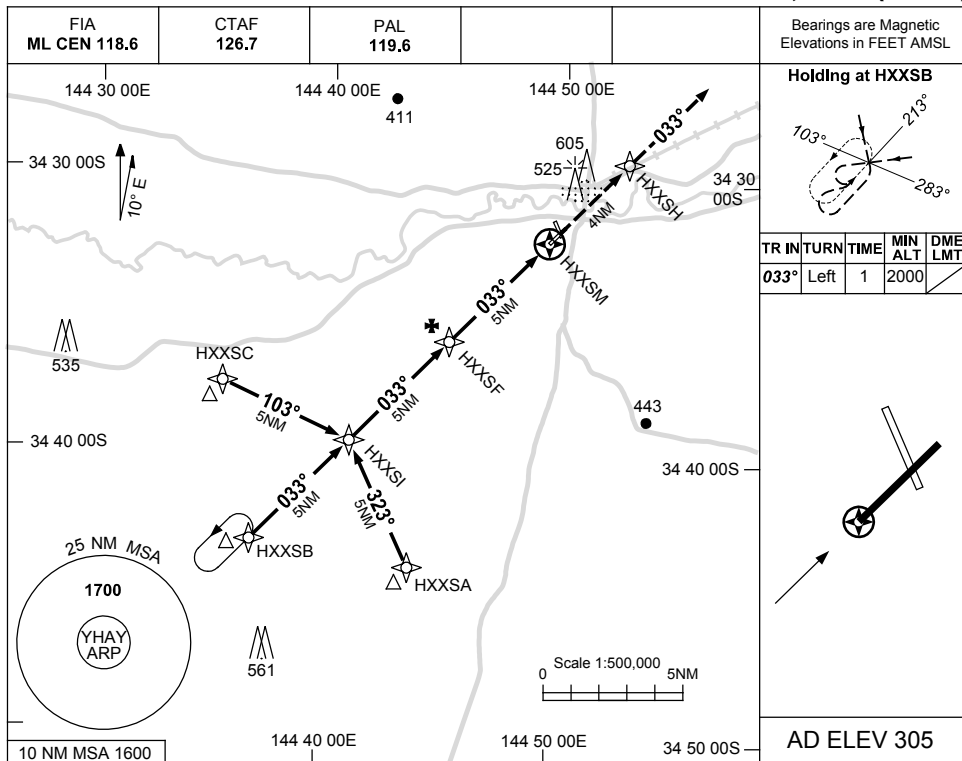 FIA
ML CEN 118.6
CTAF
126.7
PAL
119.6
Bearings are Magnetic
Elevations in FEET AMSL
144 30 00E
144 40 00E
144 50 00E
411
34 30 00S
10° E
605
525
033°
HXXSH
34 30
00S
4NM
HXXSM
033°
5NM
HXXSF
535
HXXSC
103°
5NM
033°
5NM
HXXSI
443
34 40 00S
34 40 00S
033°
5NM
323°
5NM
HXXSB
HXXSA
25 NM MSA
1700
YHAY
ARP
561
Scale 1:500,000
0
5NM
10 NM MSA 1600
144 40 00E
144 50 00E
34 50 00S
Holding at HXXSB
103°
213°
283°
TR IN TURN TIME MIN ALT DME LMT
033° Left 1 2000
AD ELEV 305